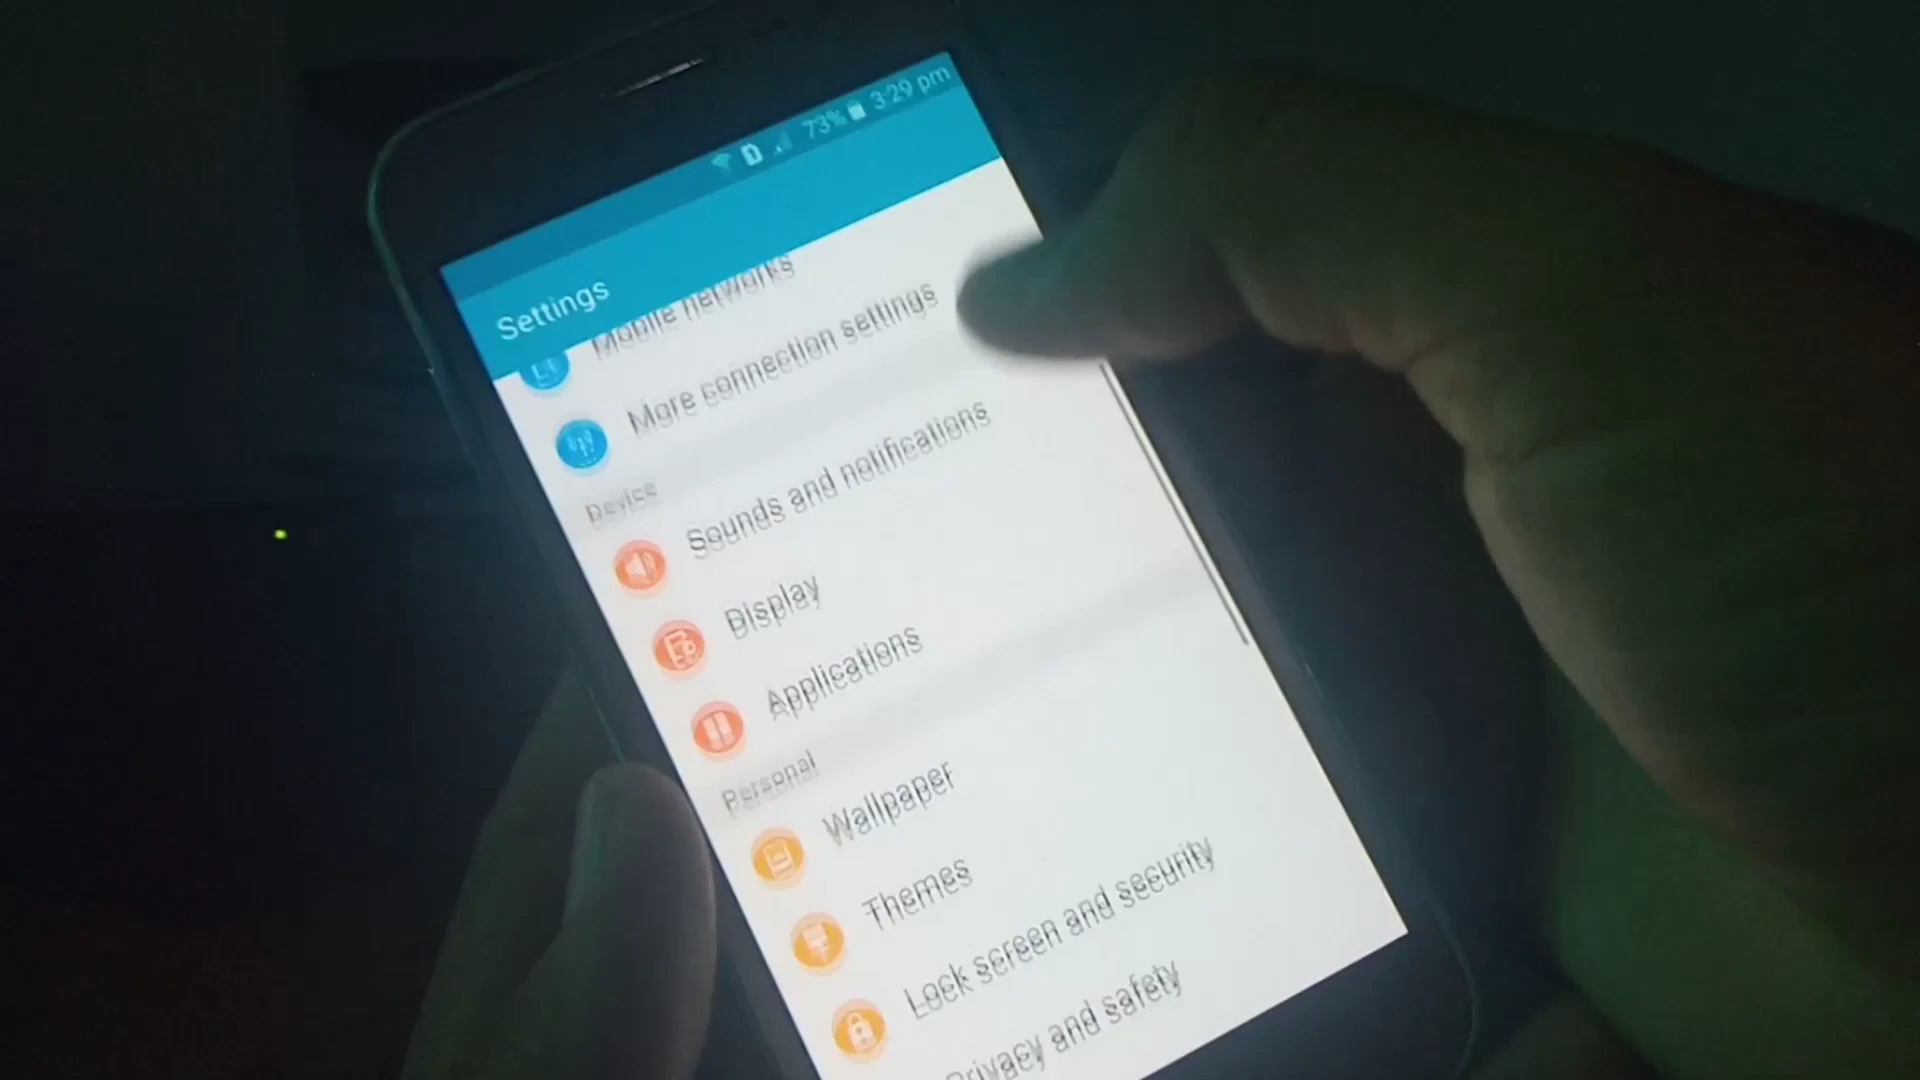 73% 3:29 pm
Settings
Mobile networks
More connection settings
Device
Sounds and notifications
Display
Applications
Personal
Wallpaper
Themes
Lock screen and security
Privacy and safety